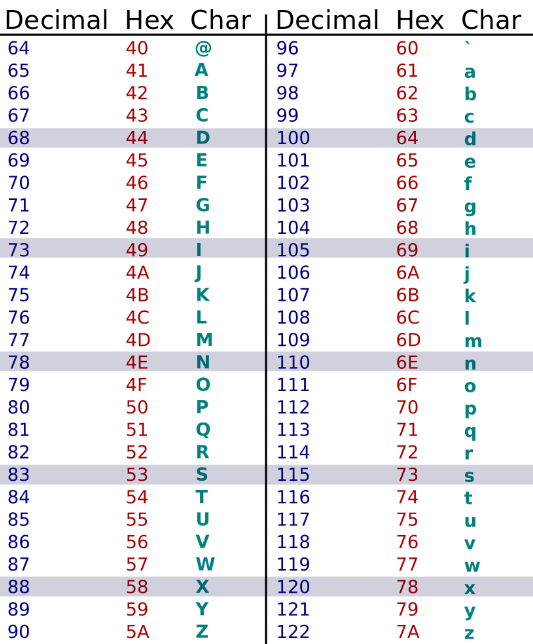 Decimal Hex Char Decimal Hex Char
64 40 @ 96 60 `
65 41 A 97 61 a
66 42 B 98 62 b
67 43 C 99 63 c
68 44 D 100 64 d
69 45 E 101 65 e
70 46 F 102 66 f
71 47 G 103 67 g
72 48 H 104 68 h
73 49 I 105 69 i
74 4A J 106 6A j
75 4B K 107 6B k
76 4C L 108 6C l
77 4D M 109 6D m
78 4E N 110 6E n
79 4F O 111 6F o
80 50 P 112 70 p
81 51 Q 113 71 q
82 52 R 114 72 r
83 53 S 115 73 s
84 54 T 116 74 t
85 55 U 117 75 u
86 56 V 118 76 v
87 57 W 119 77 w
88 58 X 120 78 x
89 59 Y 121 79 y
90 5A Z 122 7A z